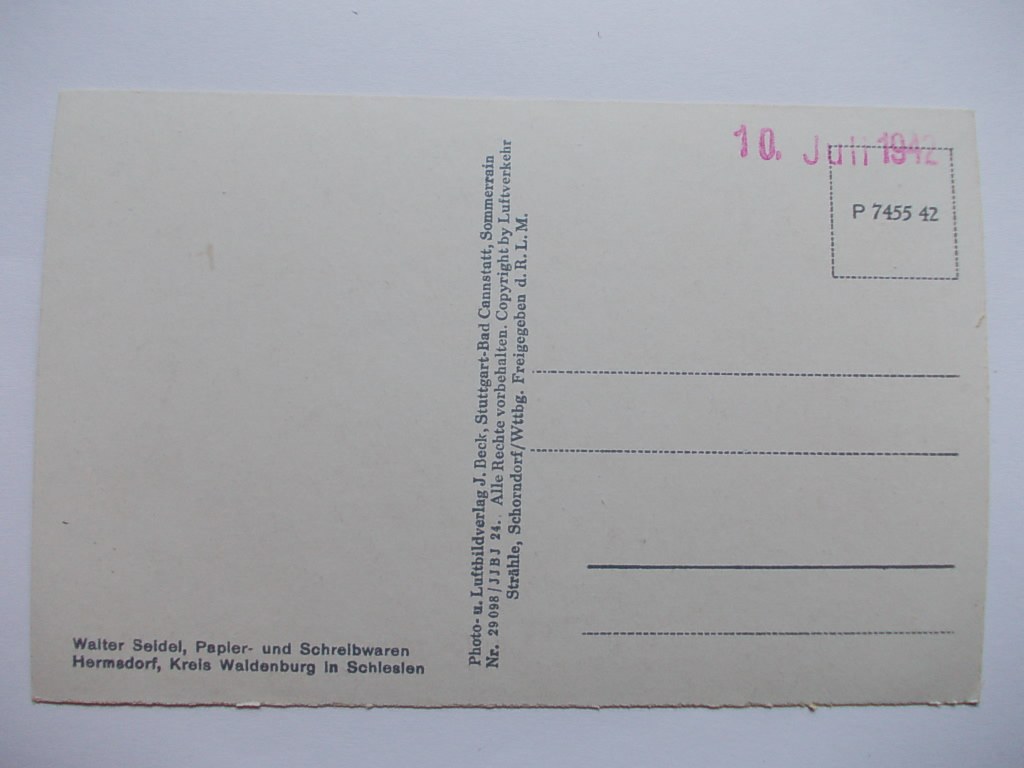 10. Juli 1942
P 7455 42
Photo- u. Luftbildverlag J. Beck, Stuttgart-Bad Cannstatt, Sommerrain
Nr. 29 098/JJBJ 24. Alle Rechte vorbehalten. Copyright by Luftverkehr
Strähle, Schorndorf/Wttbg. Freigegeben d. R. L. M.
Walter Seidel, Papier- und Schreibwaren
Hermsdorf, Kreis Waldenburg in Schlesien